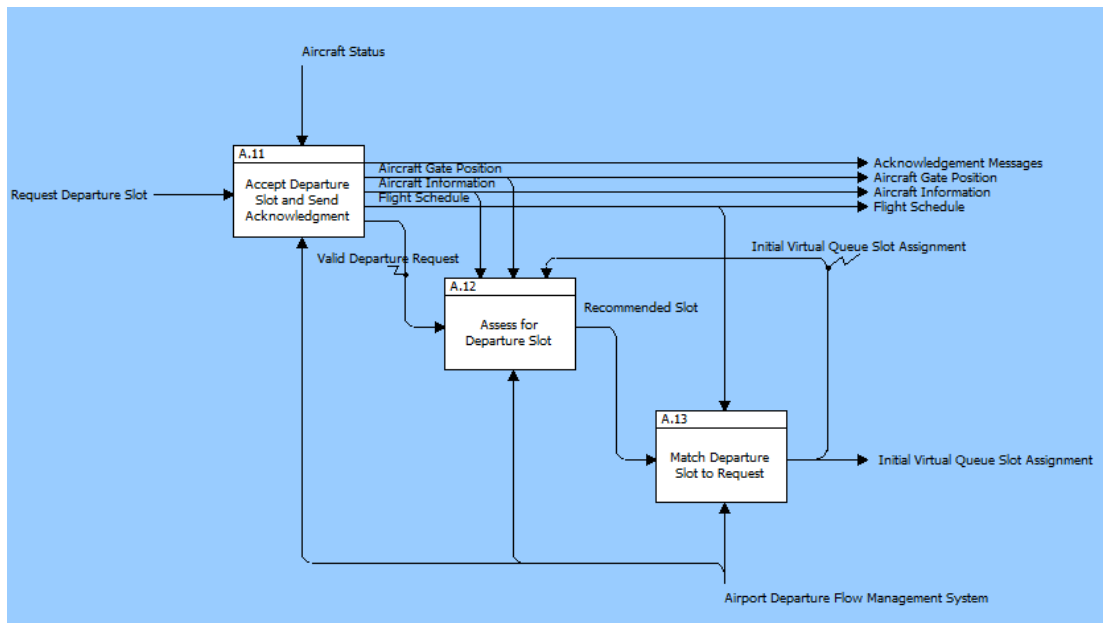 Aircraft Status
A.11
Accept Departure
Slot and Send
Acknowledgment
Request Departure Slot
Aircraft Gate Position
Aircraft Information
Flight Schedule
Acknowledgement Messages
Aircraft Gate Position
Aircraft Information
Flight Schedule
Valid Departure Request
Initial Virtual Queue Slot Assignment
A.12
Assess for
Departure Slot
Recommended Slot
A.13
Match Departure
Slot to Request
Initial Virtual Queue Slot Assignment
Airport Departure Flow Management System